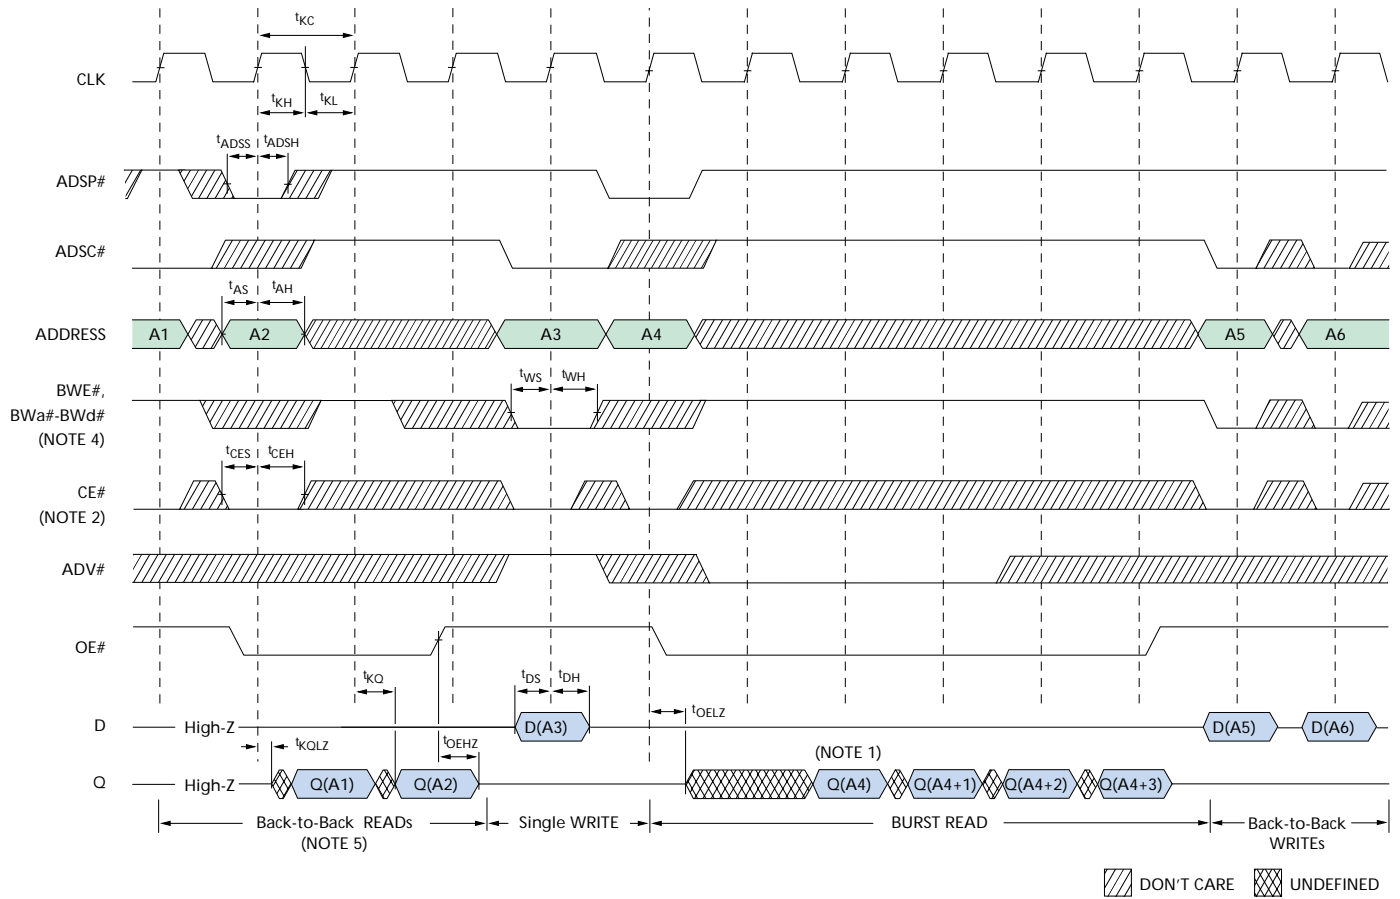 tKC
CLK
tKH
tKL
tADSS
tADSH
ADSP#
ADSC#
tAS
tAH
ADDRESS
A1
A2
A3
A4
A5
A6
BWE#,
BWa#-BWd#
(NOTE 4)
tWS
tWH
tCES
tCEH
CE#
(NOTE 2)
ADV#
OE#
tKQ
tDS
tDH
tOELZ
D
High-Z
D(A3)
D(A5)
D(A6)
tKQLZ
tOEHZ
(NOTE 1)
Q
High-Z
Q(A1)
Q(A2)
Q(A4)
Q(A4+1)
Q(A4+2)
Q(A4+3)
Back-to-Back READs
(NOTE 5)
Single WRITE
BURST READ
Back-to-Back
WRITEs
DON'T CARE
UNDEFINED